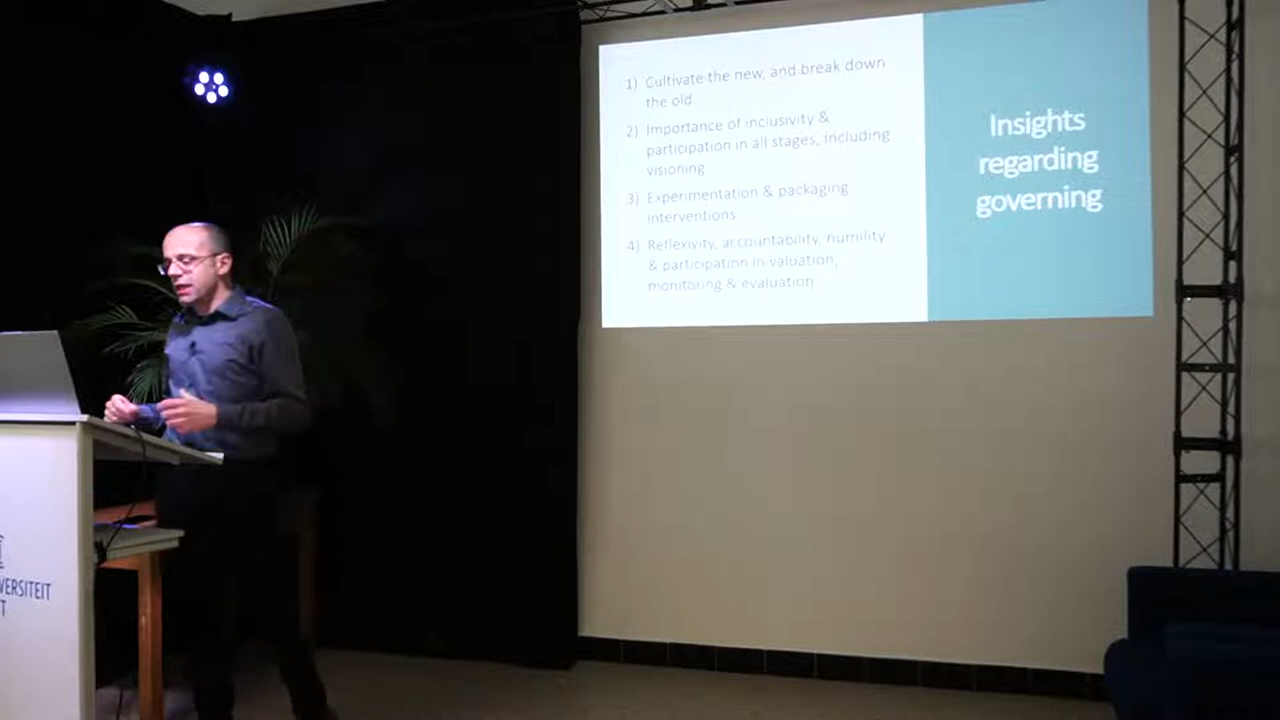 1) Cultivate the new, and break down
the old
2) Importance of inclusivity &
participation in all stages, including
visioning
3) Experimentation & packaging
interventions
4) Reflexivity, accountability, humility
& participation in valuation,
monitoring & evaluation
Insights
regarding
governing
VERSITEIT
T